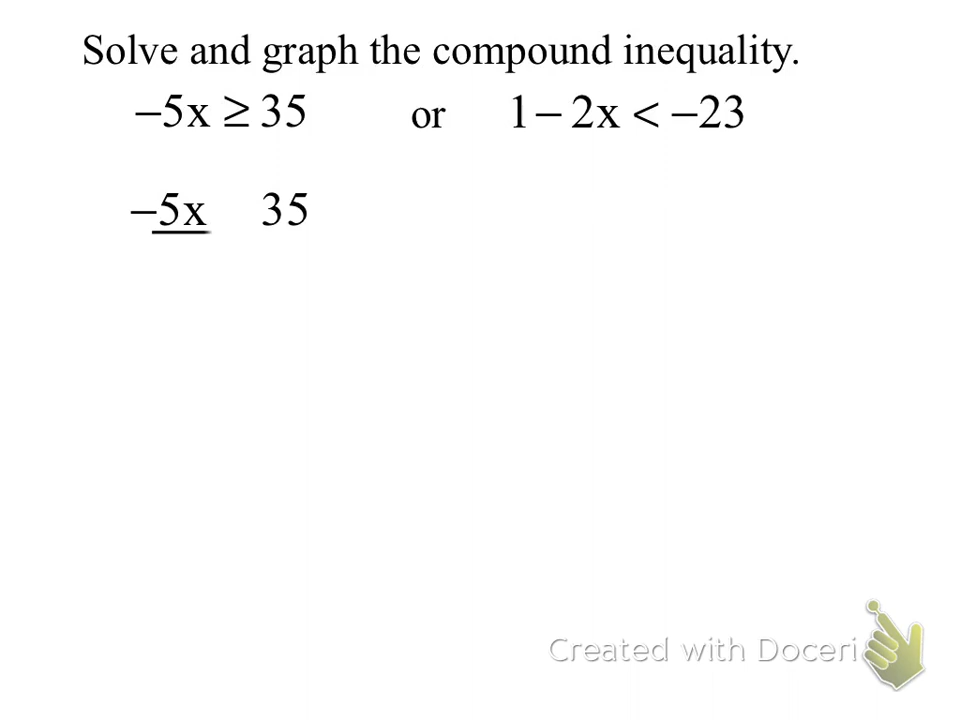 Solve and graph the compound inequality.
−5x ≥ 35 or 1 − 2x < −23
−5x 35
Created with Doceri